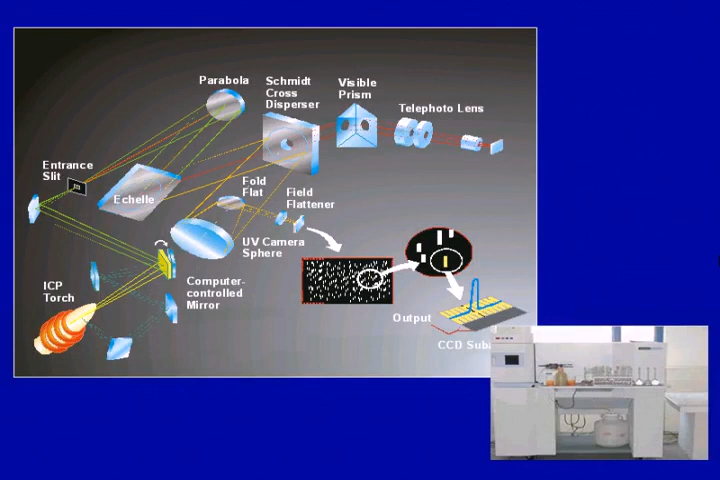 Parabola
Schmidt
Cross
Disperser
Visible
Prism
Telephoto Lens
Entrance
Slit
Echelle
Fold
Flat
Field
Flattener
UV Camera
Sphere
ICP
Torch
Computer-
controlled
Mirror
Output
CCD